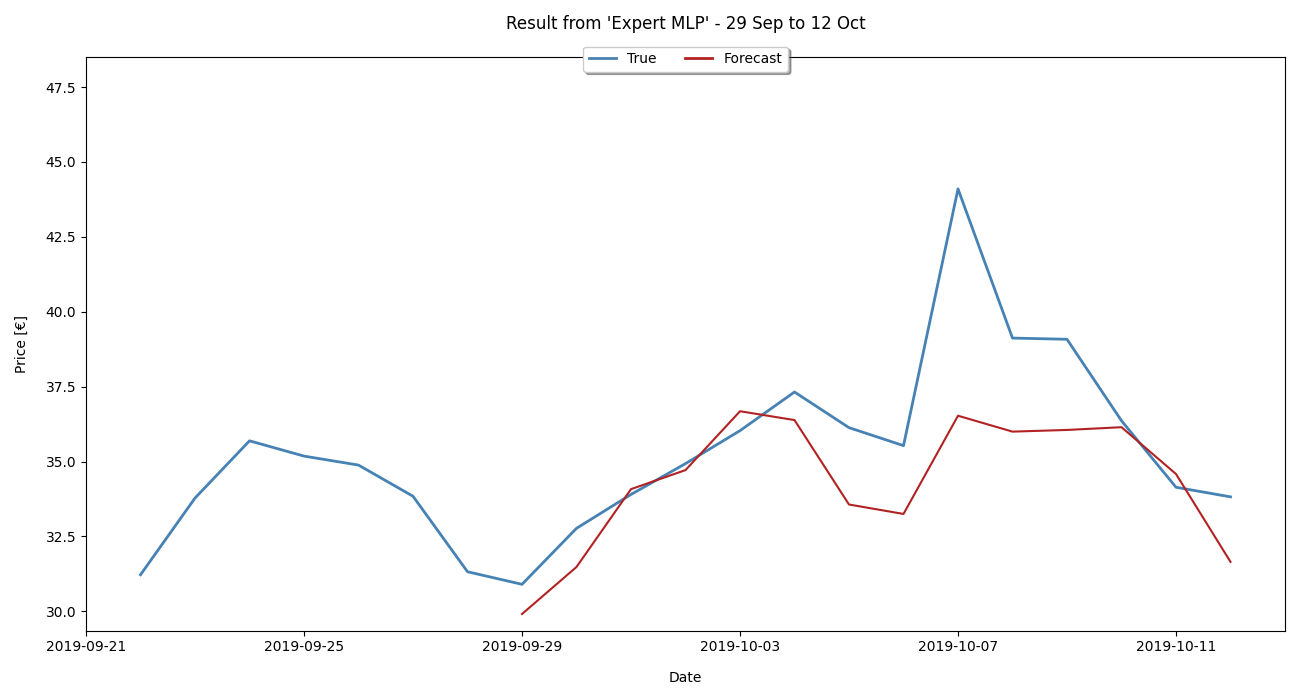 Result from 'Expert MLP' - 29 Sep to 12 Oct
True
Forecast
47.5
45.0
42.5
40.0
37.5
35.0
32.5
30.0
Price [€]
2019-09-21
2019-09-25
2019-09-29
2019-10-03
2019-10-07
2019-10-11
Date